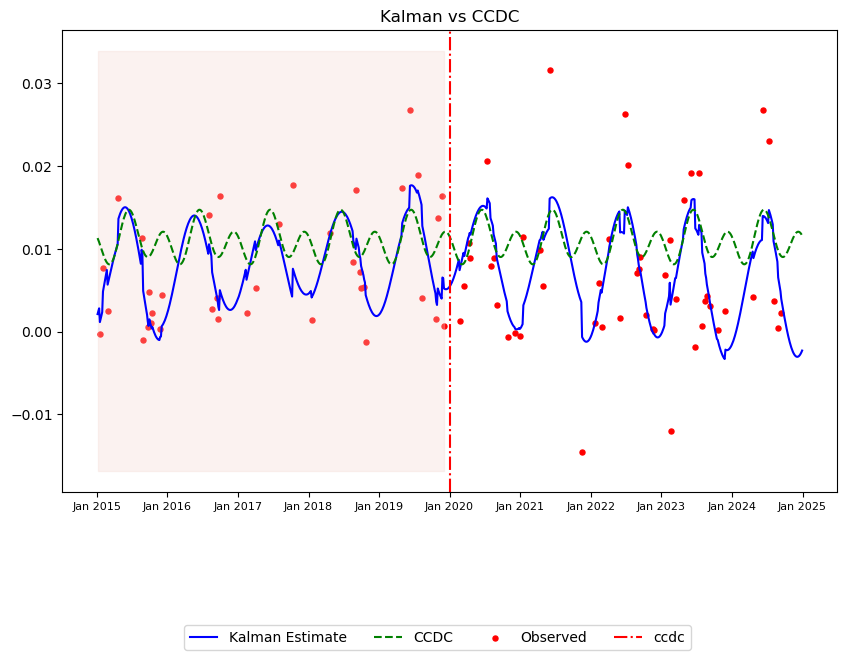 Kalman vs CCDC
0.03
0.02
0.01
0.00
−0.01
Jan 2015 Jan 2016 Jan 2017 Jan 2018 Jan 2019 Jan 2020 Jan 2021 Jan 2022 Jan 2023 Jan 2024 Jan 2025
Kalman Estimate CCDC Observed ccdc